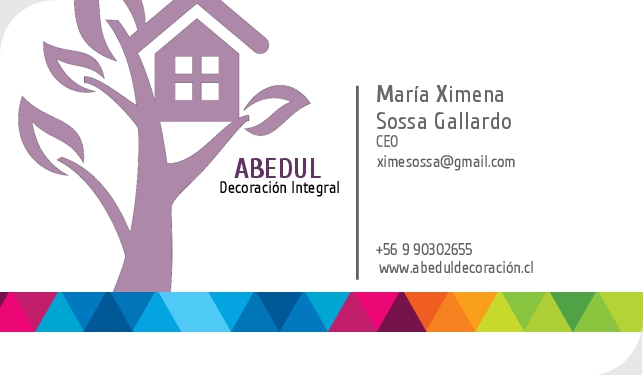 ABEDUL
Decoración Integral
María Ximena
Sossa Gallardo
CEO
ximesossa@gmail.com
+56 9 90302655
www.abeduldecoración.cl